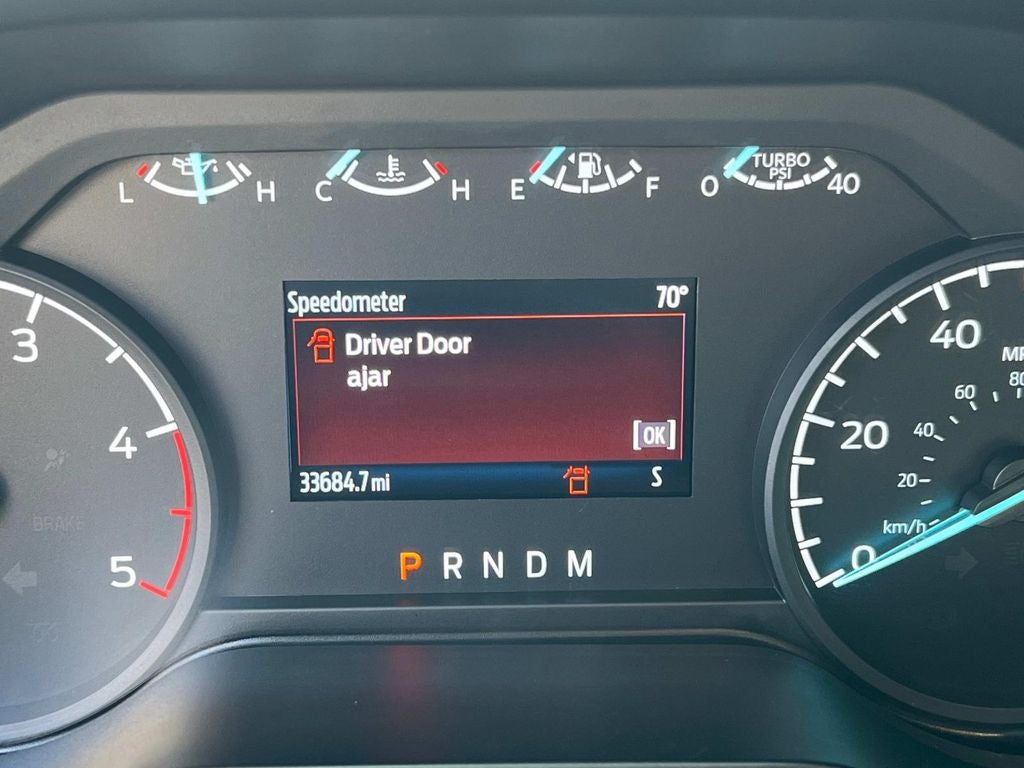 L H C H E F 0 TURBO PSI 40
Speedometer 70°
Driver Door
ajar
[OK]
33684.7 mi S
P R N D M
3
4
5
BRAKE
40
20
0
80
60
40
20
km/h